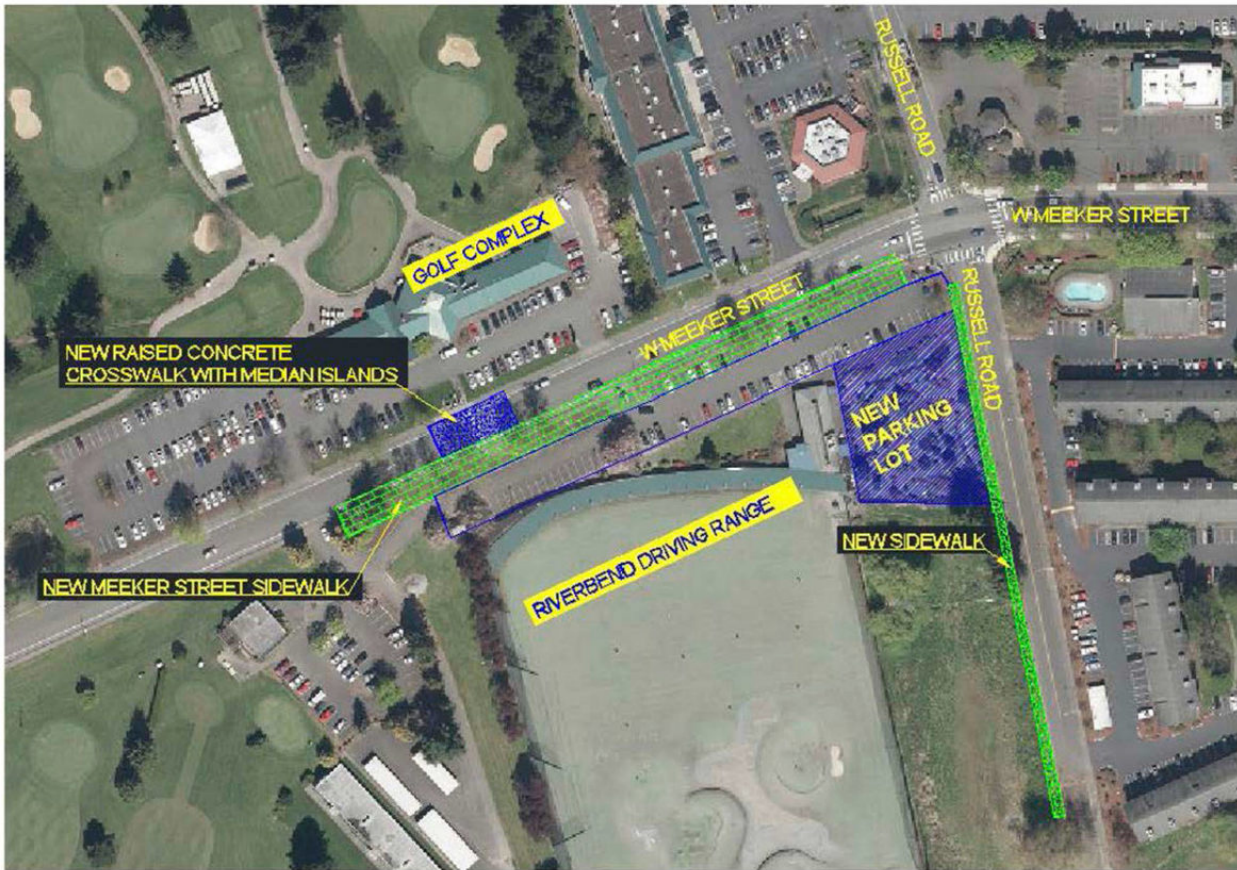 RUSSELL ROAD
W MEEKER STREET
GOLF COMPLEX
W MEEKER STREET
RUSSELL ROAD
NEW RAISED CONCRETE
CROSSWALK WITH MEDIAN ISLANDS
NEW
PARKING
LOT
RIVERBEND DRIVING RANGE
NEW SIDEWALK
NEW MEEKER STREET SIDEWALK